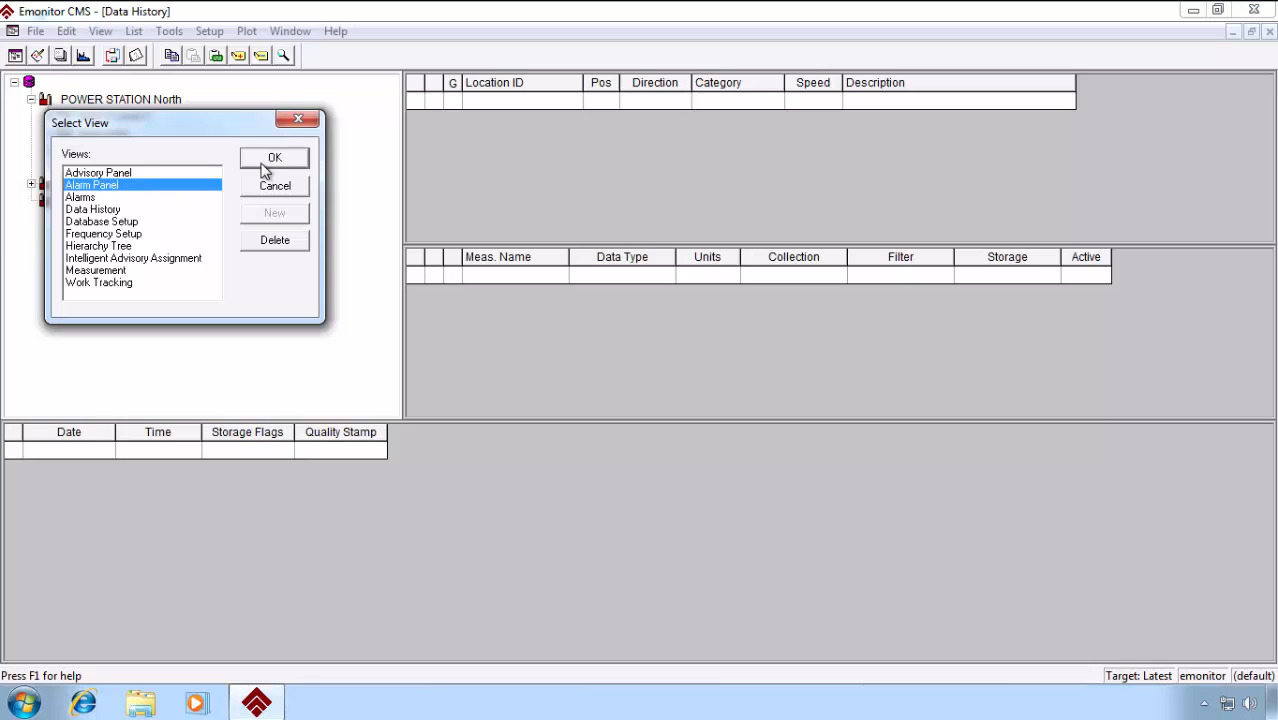 Emonitor CMS - [Data History]
File Edit View List Tools Setup Plot Window Help
POWER STATION North
Select View
Views:
Advisory Panel
Alarm Panel
Alarms
Data History
Database Setup
Frequency Setup
Hierarchy Tree
Intelligent Advisory Assignment
Measurement
Work Tracking
OK
Cancel
New
Delete
G Location ID Pos Direction Category Speed Description
Meas. Name Data Type Units Collection Filter Storage Active
Date Time Storage Flags Quality Stamp
Press F1 for help
Target: Latest emonitor (default)